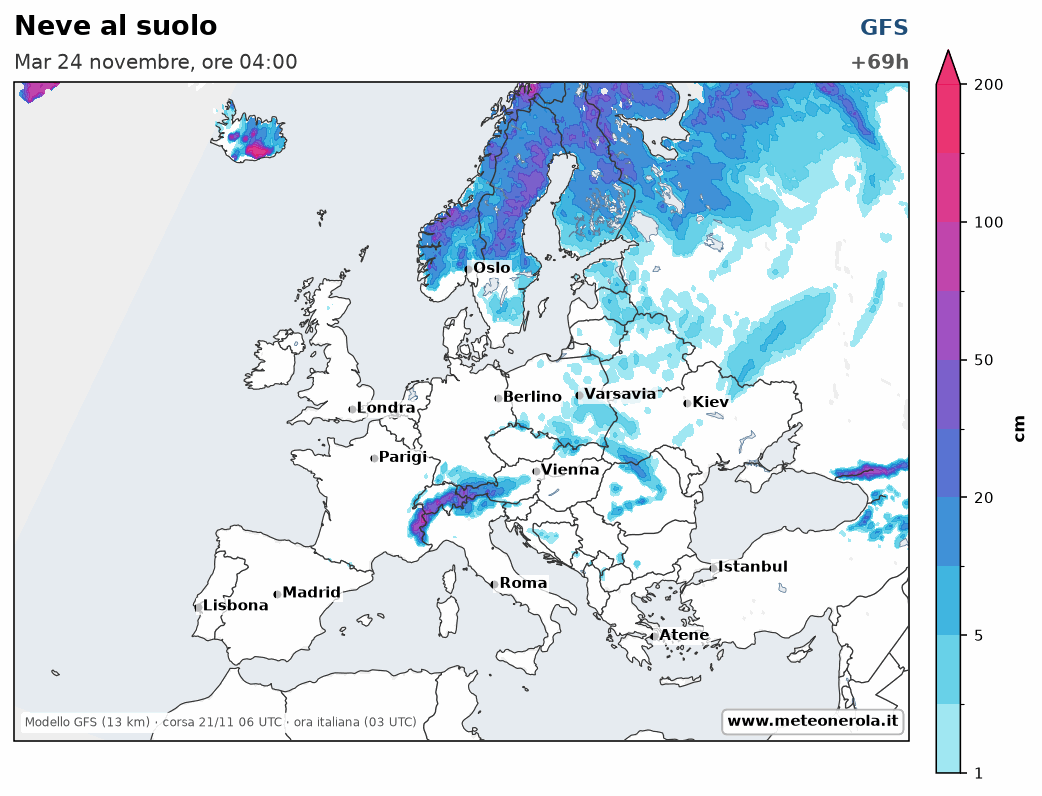 Neve al suolo
GFS
Mar 24 novembre, ore 04:00
+69h
200
100
50
20
5
1
cm
Oslo
Berlino
Varsavia
Kiev
Londra
Parigi
Vienna
Istanbul
Roma
Madrid
Lisbona
Atene
Modello GFS (13 km) · corsa 21/11 06 UTC · ora italiana (03 UTC)
www.meteonerola.it